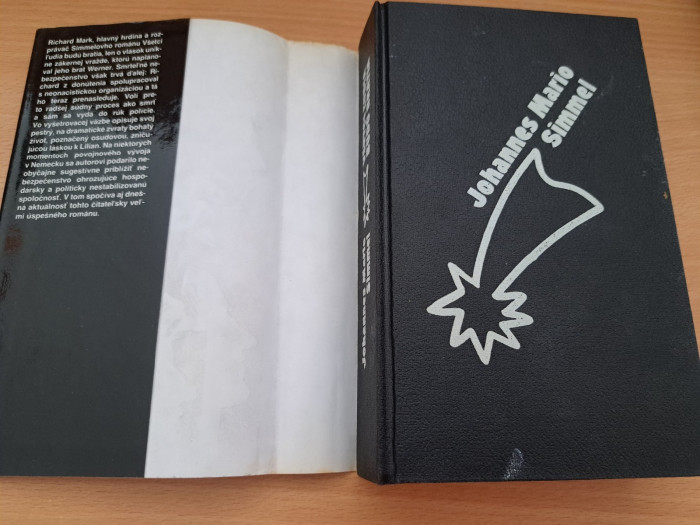 Richard Mark, hlavný hrdina a roz-
právač Simmelovho románu Všetci
ľudia budú bratia, len o vlások unik-
ne zákernej vražde, ktorú napláno-
val jeho brat Werner. Smrteľné ne-
bezpečenstvo však trvá ďalej: Ri-
chard z donútenia spolupracoval
s neonacistickou organizáciou a tá
ho teraz prenasleduje. Volí pre-
to radšej súdny proces ako smrť
a sám sa vydá do rúk polície.
Vo vyšetrovacej väzbe opisuje svoj
pestrý, na dramatické zvraty bohatý
život, poznačený osudovou, zniču-
júcou láskou k Lilian. Na niektorých
momentoch povojnového vývoja
v Nemecku sa autorovi podarilo ne-
obyčajne sugestívne priblížiť ne-
bezpečenstvo ohrozujúce hospo-
dársky a politicky nestabilizovanú
spoločnosť. V tom spočíva aj dneš-
ná aktuálnosť tohto čitateľsky veľ-
mi úspešného románu.
Johannes Mario
Simmel
Johannes Mario
Simmel